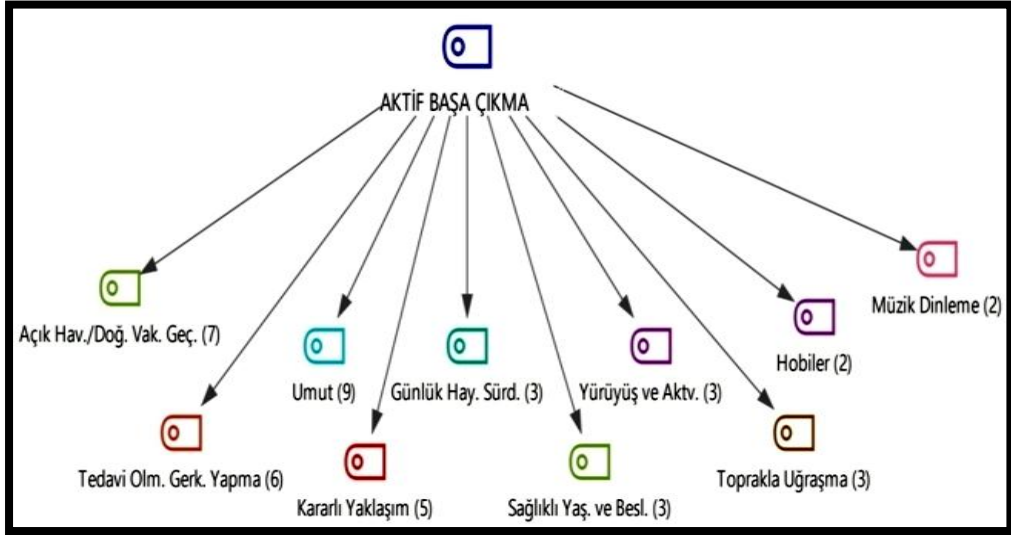 AKTİF BAŞA ÇIKMA
Müzik Dinleme (2)
Açık Hav./Doğ. Vak. Geç. (7)
Hobiler (2)
Umut (9)
Günlük Hay. Sürd. (3)
Yürüyüş ve Aktv. (3)
Tedavi Olm. Gerk. Yapma (6)
Toprakla Uğraşma (3)
Kararlı Yaklaşım (5)
Sağlıklı Yaş. ve Besl. (3)